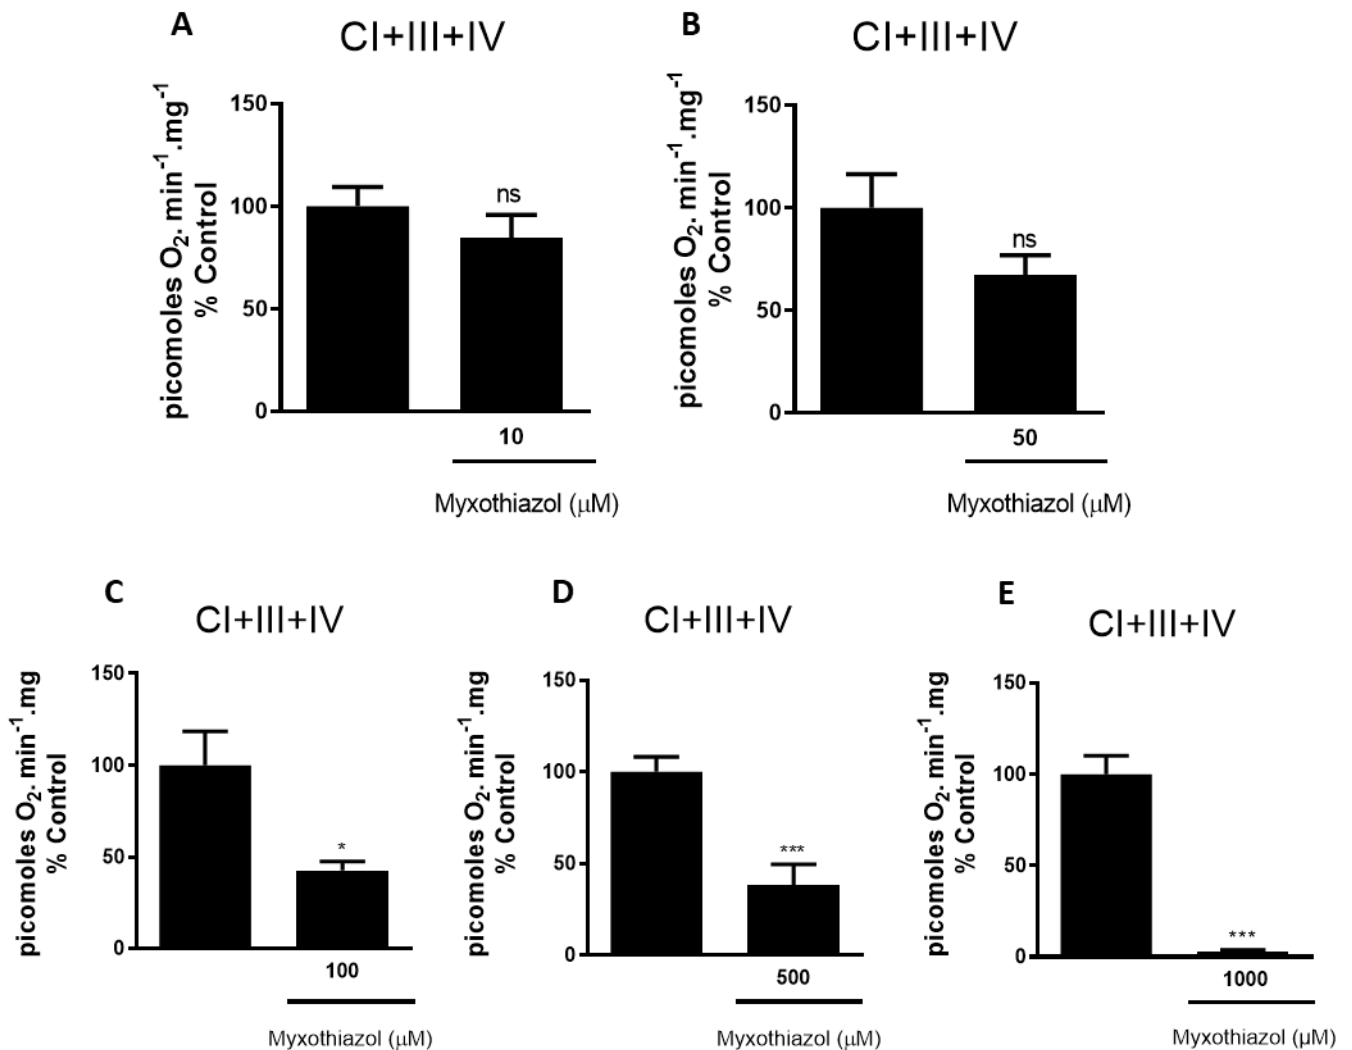 A
CI+III+IV
picomoles O₂. min⁻¹.mg⁻¹
% Control
150
100
50
0
ns
10
Myxothiazol (μM)
B
CI+III+IV
picomoles O₂. min⁻¹.mg⁻¹
% Control
150
100
50
0
ns
50
Myxothiazol (μM)
C
CI+III+IV
picomoles O₂. min⁻¹.mg
% Control
150
100
50
0
*
100
Myxothiazol (μM)
D
CI+III+IV
picomoles O₂. min⁻¹.mg
% Control
150
100
50
0
***
500
Myxothiazol (μM)
E
CI+III+IV
picomoles O₂. min⁻¹.mg
% Control
150
100
50
0
***
1000
Myxothiazol (μM)